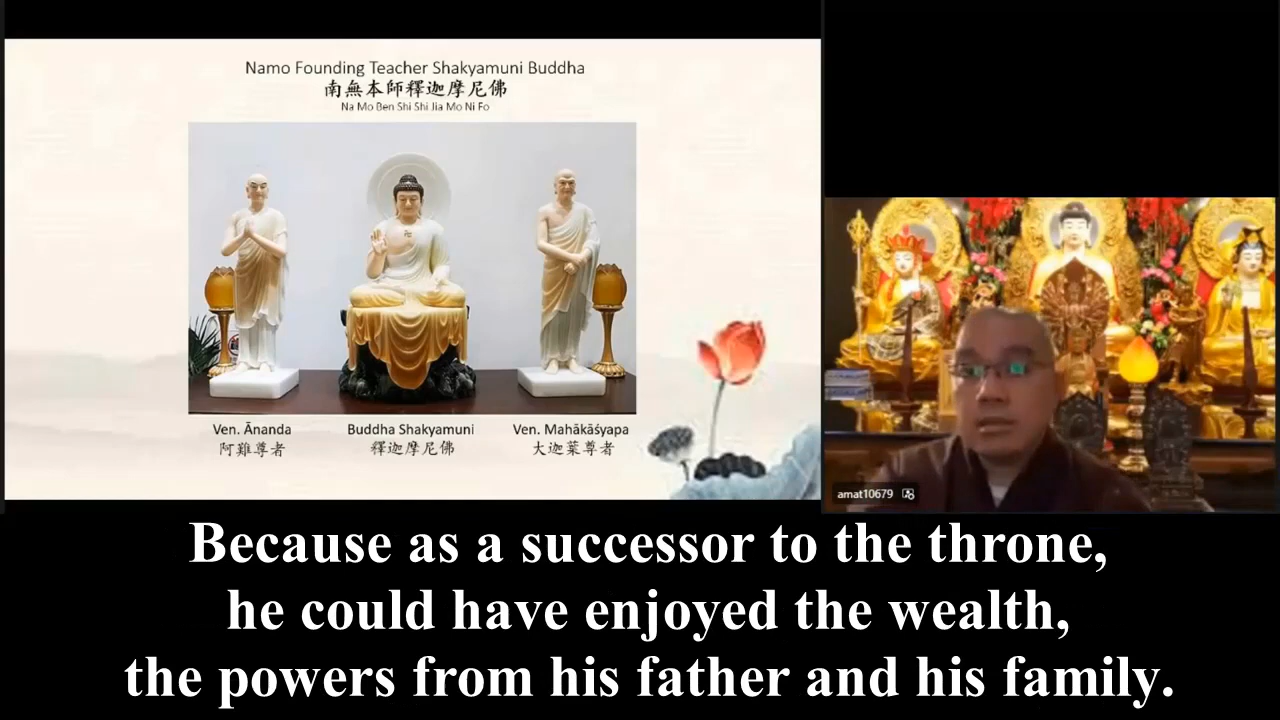 Namo Founding Teacher Shakyamuni Buddha
南無本師釋迦摩尼佛
Na Mo Ben Shi Shi Jia Mo Ni Fo
Ven. Ānanda
阿難尊者
Buddha Shakyamuni
釋迦摩尼佛
Ven. Mahākāśyapa
大迦葉尊者
amat10679
Because as a successor to the throne,
he could have enjoyed the wealth,
the powers from his father and his family.